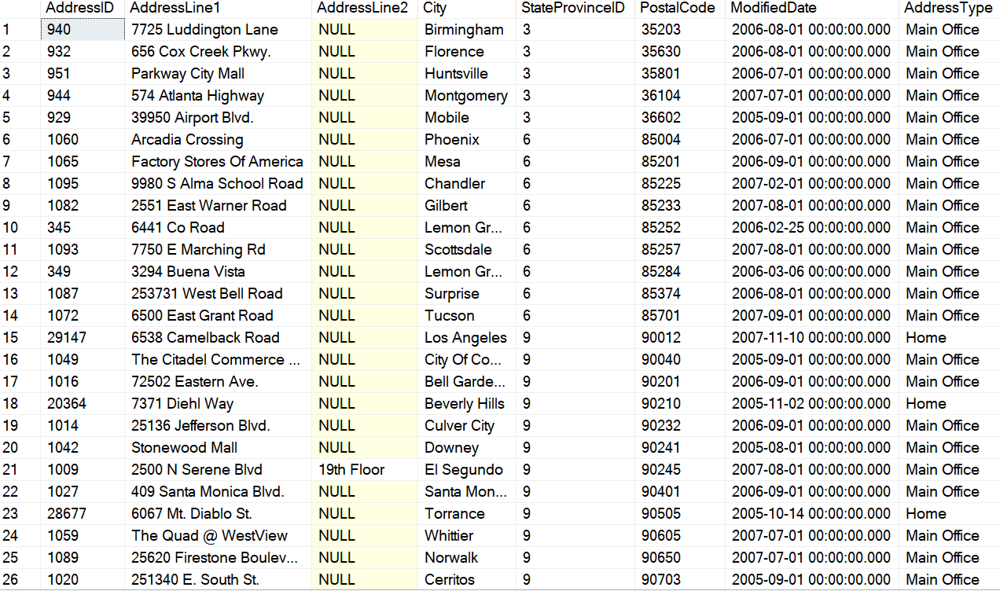 AddressID AddressLine1 AddressLine2 City StateProvinceID PostalCode ModifiedDate AddressType
1 940 7725 Luddington Lane NULL Birmingham 3 35203 2006-08-01 00:00:00.000 Main Office
2 932 656 Cox Creek Pkwy. NULL Florence 3 35630 2006-08-01 00:00:00.000 Main Office
3 951 Parkway City Mall NULL Huntsville 3 35801 2006-07-01 00:00:00.000 Main Office
4 944 574 Atlanta Highway NULL Montgomery 3 36104 2007-07-01 00:00:00.000 Main Office
5 929 39950 Airport Blvd. NULL Mobile 3 36602 2005-09-01 00:00:00.000 Main Office
6 1060 Arcadia Crossing NULL Phoenix 6 85004 2006-07-01 00:00:00.000 Main Office
7 1065 Factory Stores Of America NULL Mesa 6 85201 2006-09-01 00:00:00.000 Main Office
8 1095 9980 S Alma School Road NULL Chandler 6 85225 2007-02-01 00:00:00.000 Main Office
9 1082 2551 East Warner Road NULL Gilbert 6 85233 2007-08-01 00:00:00.000 Main Office
10 345 6441 Co Road NULL Lemon Gr... 6 85252 2006-02-25 00:00:00.000 Main Office
11 1093 7750 E Marching Rd NULL Scottsdale 6 85257 2007-08-01 00:00:00.000 Main Office
12 349 3294 Buena Vista NULL Lemon Gr... 6 85284 2006-03-06 00:00:00.000 Main Office
13 1087 253731 West Bell Road NULL Surprise 6 85374 2006-08-01 00:00:00.000 Main Office
14 1072 6500 East Grant Road NULL Tucson 6 85701 2007-09-01 00:00:00.000 Main Office
15 29147 6538 Camelback Road NULL Los Angeles 9 90012 2007-11-10 00:00:00.000 Home
16 1049 The Citadel Commerce ... NULL City Of Co... 9 90040 2005-09-01 00:00:00.000 Main Office
17 1016 72502 Eastern Ave. NULL Bell Garde... 9 90201 2006-09-01 00:00:00.000 Main Office
18 20364 7371 Diehl Way NULL Beverly Hills 9 90210 2005-11-02 00:00:00.000 Home
19 1014 25136 Jefferson Blvd. NULL Culver City 9 90232 2006-09-01 00:00:00.000 Main Office
20 1042 Stonewood Mall NULL Downey 9 90241 2005-08-01 00:00:00.000 Main Office
21 1009 2500 N Serene Blvd 19th Floor El Segundo 9 90245 2007-08-01 00:00:00.000 Main Office
22 1027 409 Santa Monica Blvd. NULL Santa Mon... 9 90401 2006-09-01 00:00:00.000 Main Office
23 28677 6067 Mt. Diablo St. NULL Torrance 9 90505 2005-10-14 00:00:00.000 Home
24 1059 The Quad @ WestView NULL Whittier 9 90605 2007-07-01 00:00:00.000 Main Office
25 1089 25620 Firestone Boulev... NULL Norwalk 9 90650 2007-07-01 00:00:00.000 Main Office
26 1020 251340 E. South St. NULL Cerritos 9 90703 2005-09-01 00:00:00.000 Main Office